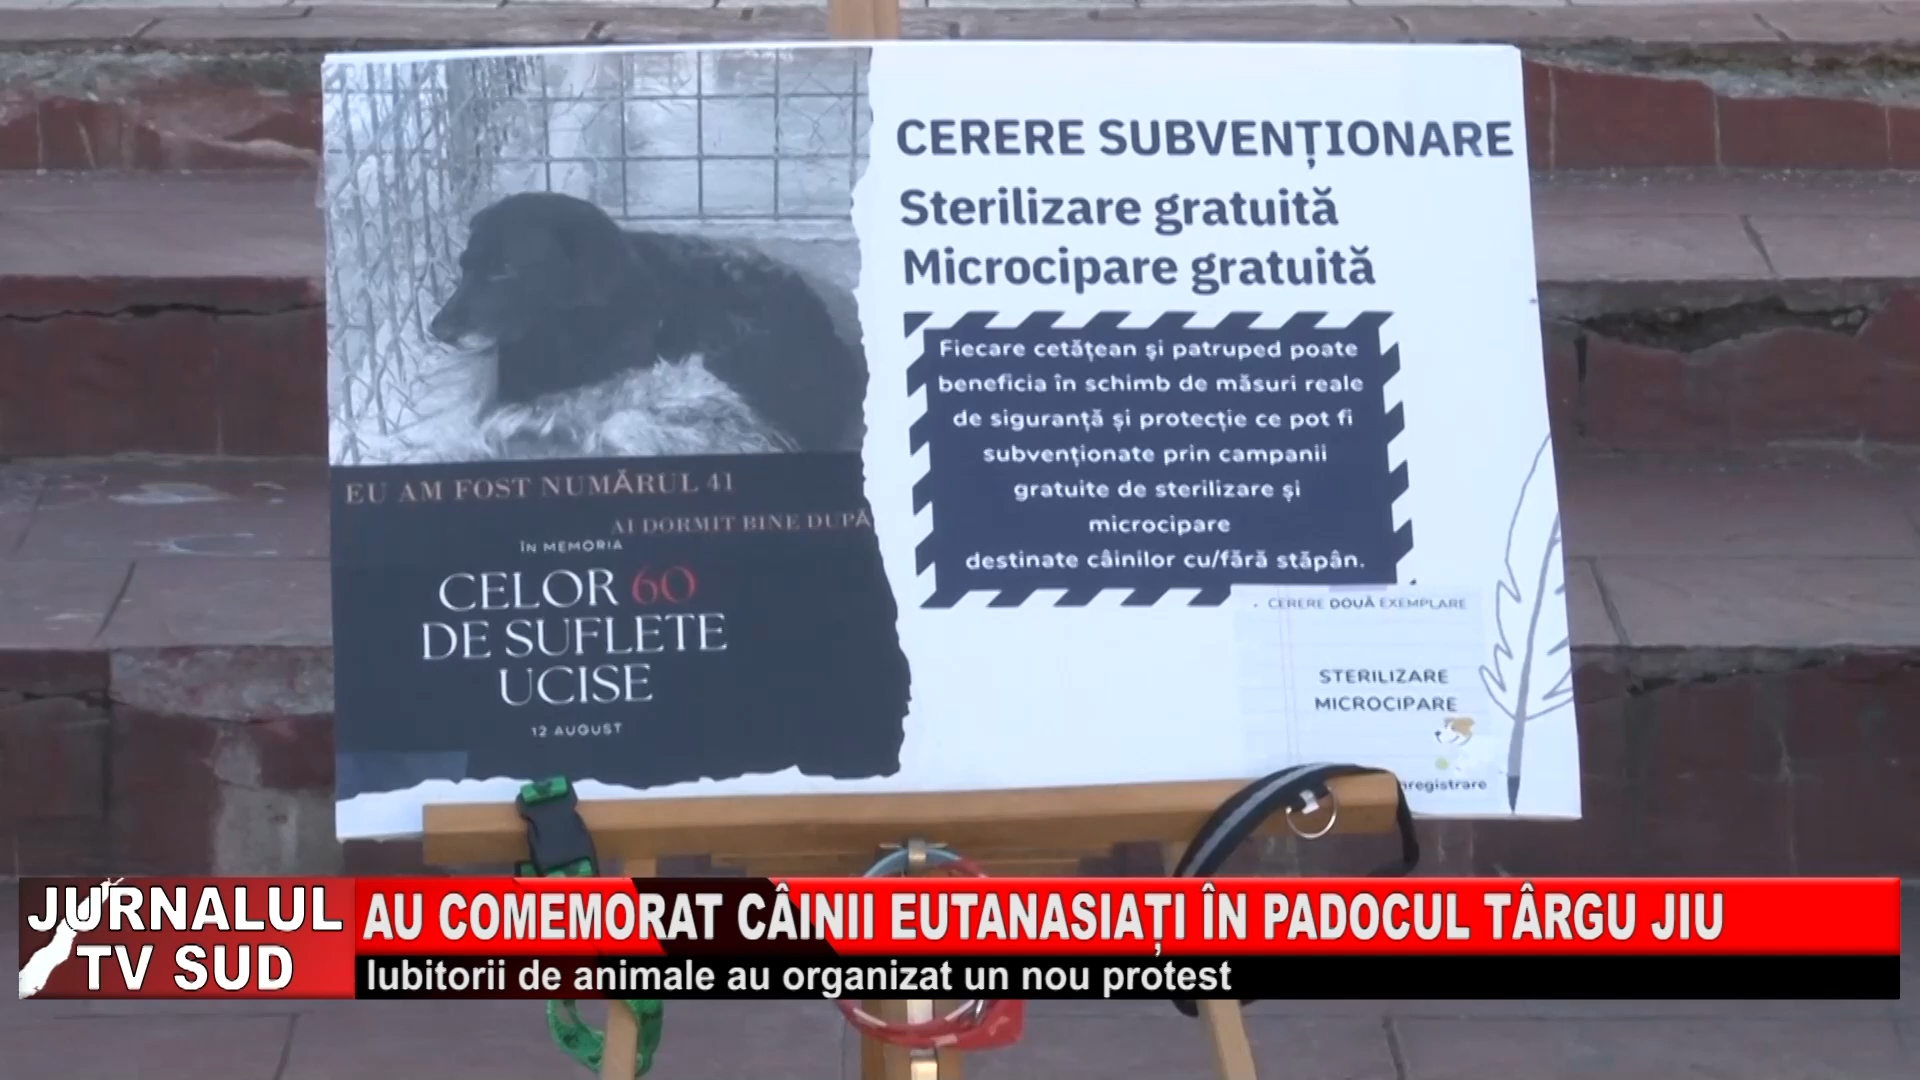 EU AM FOST NUMĂRUL 41
AI DORMIT BINE DUPĂ
ÎN MEMORIA
CELOR 60
DE SUFLETE
UCISE
12 AUGUST
CERERE SUBVENȚIONARE
Sterilizare gratuită
Microcipare gratuită
Fiecare cetățean și patruped poate
beneficia în schimb de măsuri reale
de siguranță și protecție ce pot fi
subvenționate prin campanii
gratuite de sterilizare și
microcipare
destinate câinilor cu/fără stăpân.
CERERE DOUĂ EXEMPLARE
STERILIZARE
MICROCIPARE
JURNALUL
TV SUD
AU COMEMORAT CÂINII EUTANASIAȚI ÎN PADOCUL TÂRGU JIU
Iubitorii de animale au organizat un nou protest